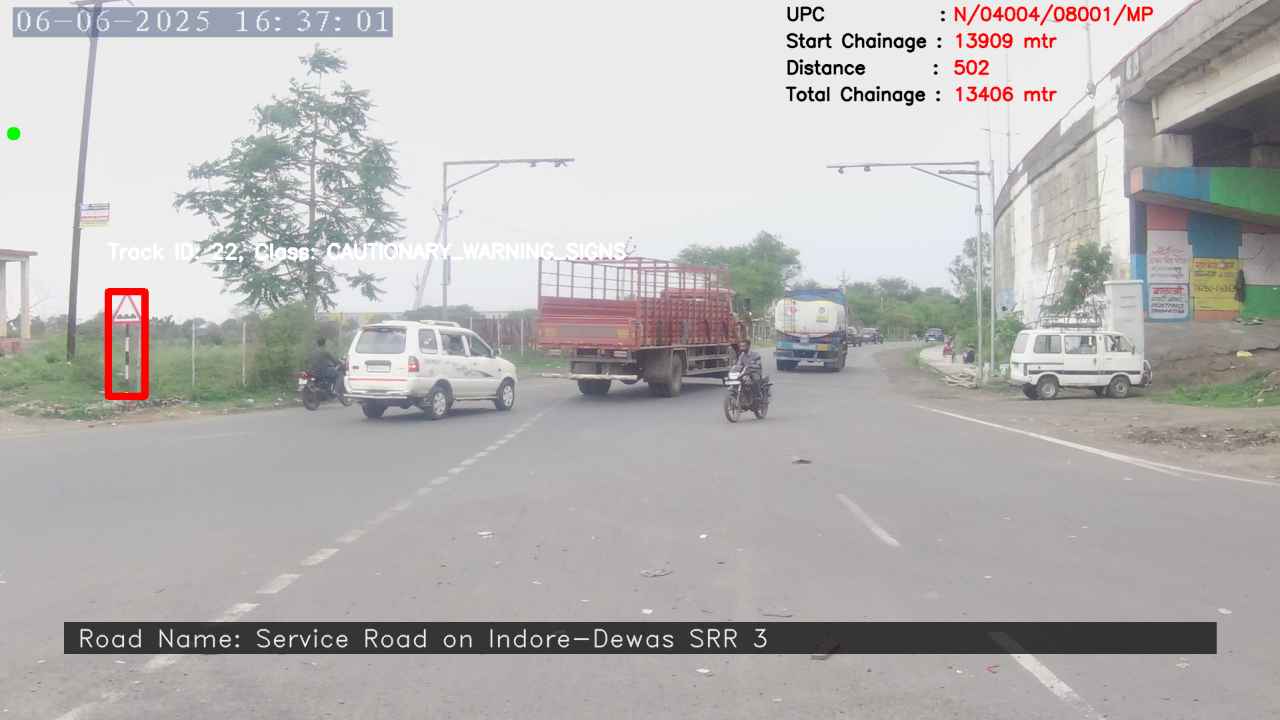 06-06-2025 16:37:01
UPC : N/04004/08001/MP
Start Chainage : 13909 mtr
Distance : 502
Total Chainage : 13406 mtr
Track ID: 22, Class: CAUTIONARY_WARNING_SIGNS
Road Name: Service Road on Indore-Dewas SRR 3